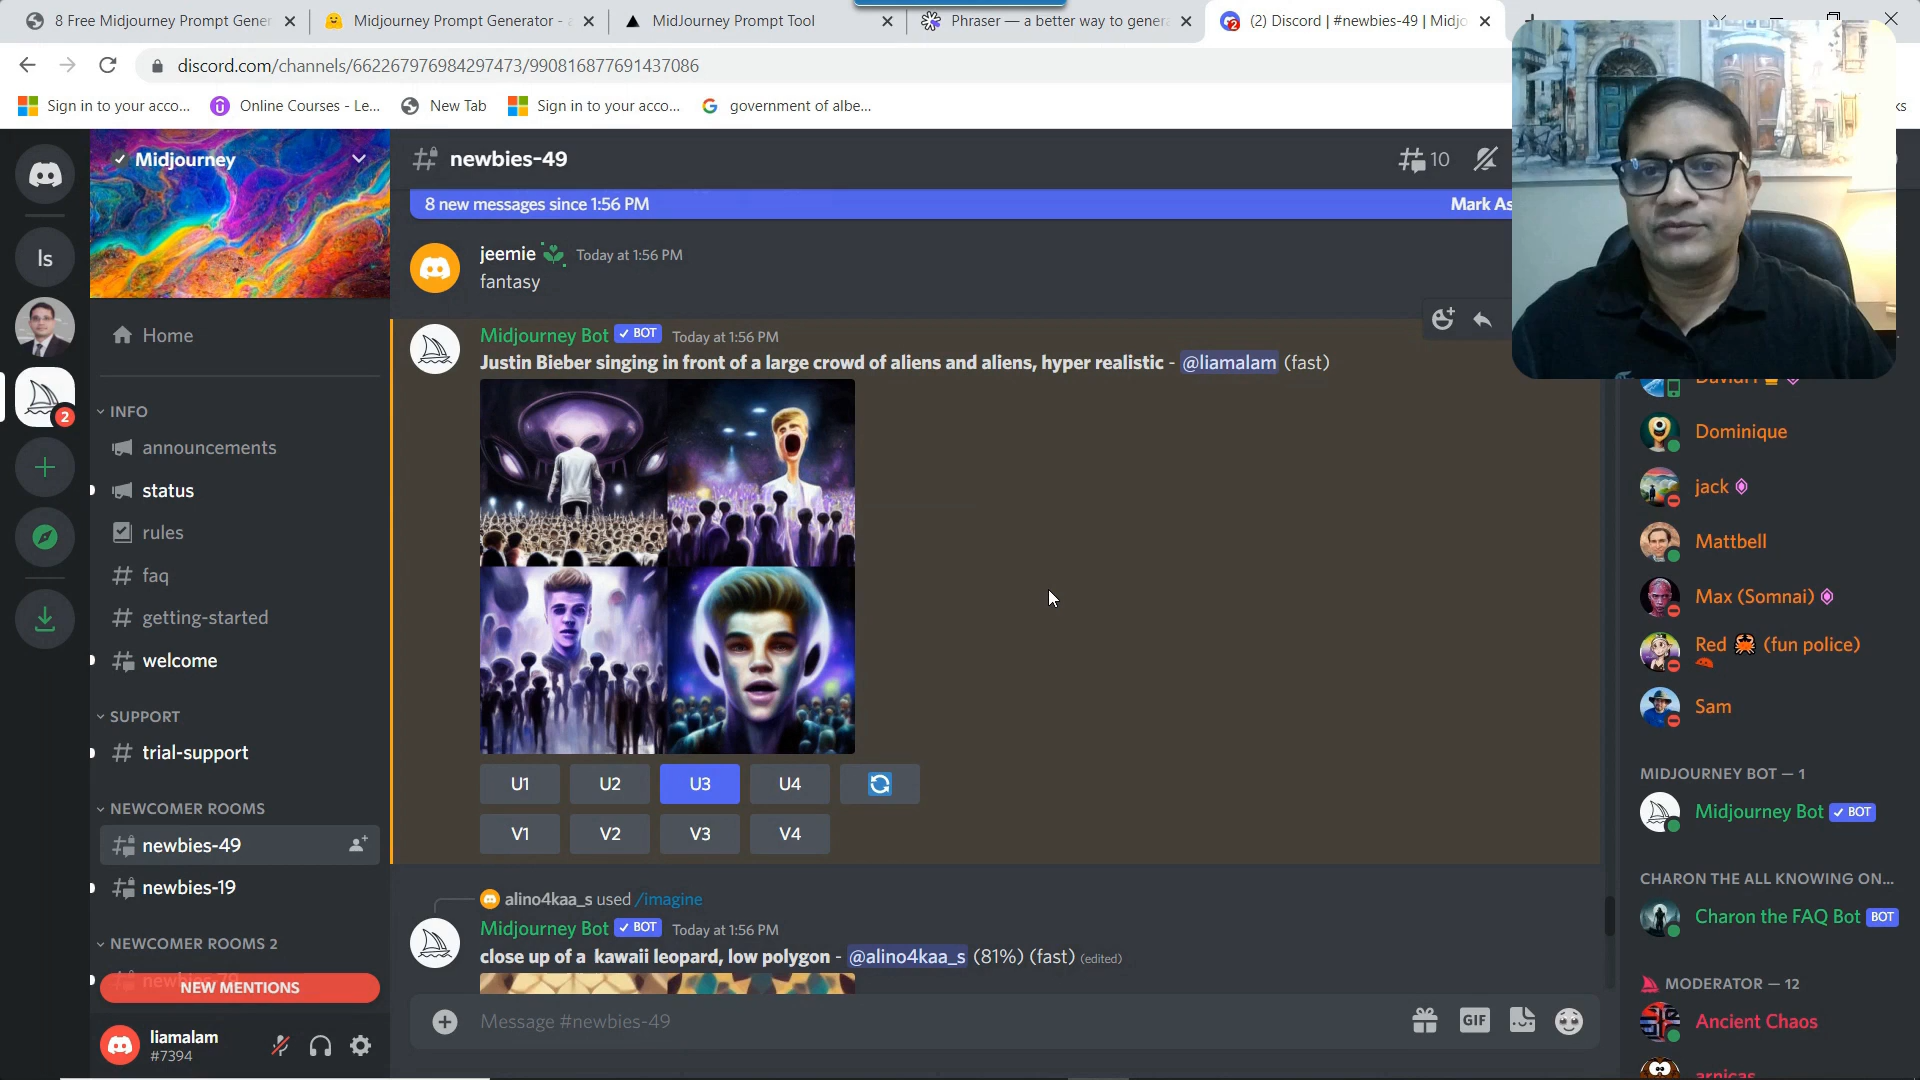 8 Free Midjourney Prompt Gener
Midjourney Prompt Generator - a
MidJourney Prompt Tool
Phraser — a better way to genera
(2) Discord | #newbies-49 | Midjo
discord.com/channels/662267976984297473/990816877691437086
Sign in to your acco...
Online Courses - Le...
New Tab
Sign in to your acco...
government of albe...
ks
Midjourney
newbies-49
10
8 new messages since 1:56 PM
Mark As
ls
2
Home
INFO
announcements
status
rules
faq
getting-started
welcome
SUPPORT
trial-support
NEWCOMER ROOMS
newbies-49
newbies-19
NEWCOMER ROOMS 2
newbies-79
NEW MENTIONS
liamalam
#7394
jeemie Today at 1:56 PM
fantasy
Midjourney Bot BOT Today at 1:56 PM
Justin Bieber singing in front of a large crowd of aliens and aliens, hyper realistic - @liamalam (fast)
U1 U2 U3 U4
V1 V2 V3 V4
alino4kaa_s used /imagine
Midjourney Bot BOT Today at 1:56 PM
close up of a kawaii leopard, low polygon - @alino4kaa_s (81%) (fast) (edited)
Message #newbies-49
GIF
Dominique
jack
Mattbell
Max (Somnai)
Red (fun police)
Sam
MIDJOURNEY BOT — 1
Midjourney Bot BOT
CHARON THE ALL KNOWING ON...
Charon the FAQ Bot BOT
MODERATOR — 12
Ancient Chaos
arnicas